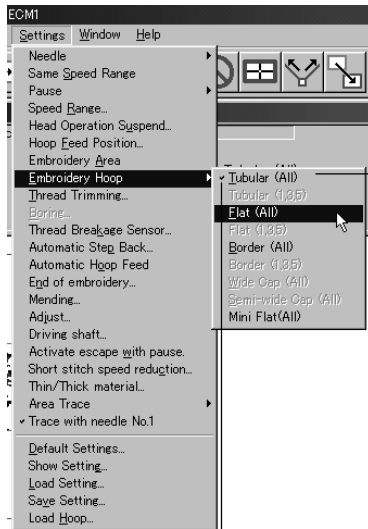 ECM1
Settings Window Help
Needle
Same Speed Range
Pause
Speed Range...
Head Operation Suspend...
Hoop Feed Position...
Embroidery Area
Embroidery Hoop
Thread Trimming...
Boring...
Thread Breakage Sensor...
Automatic Step Back...
Automatic Hoop Feed
End of embroidery...
Mending...
Adjust...
Driving shaft...
Activate escape with pause.
Short stitch speed reduction...
Thin/Thick material...
Area Trace
Trace with needle No.1
Default Settings...
Show Setting...
Load Setting...
Save Setting...
Load Hoop...
Tubular (All)
Tubular (1,3,5)
Flat (All)
Flat (1,3,5)
Border (All)
Border (1,3,5)
Wide Cap (All)
Semi-wide Cap (All)
Mini Flat(All)